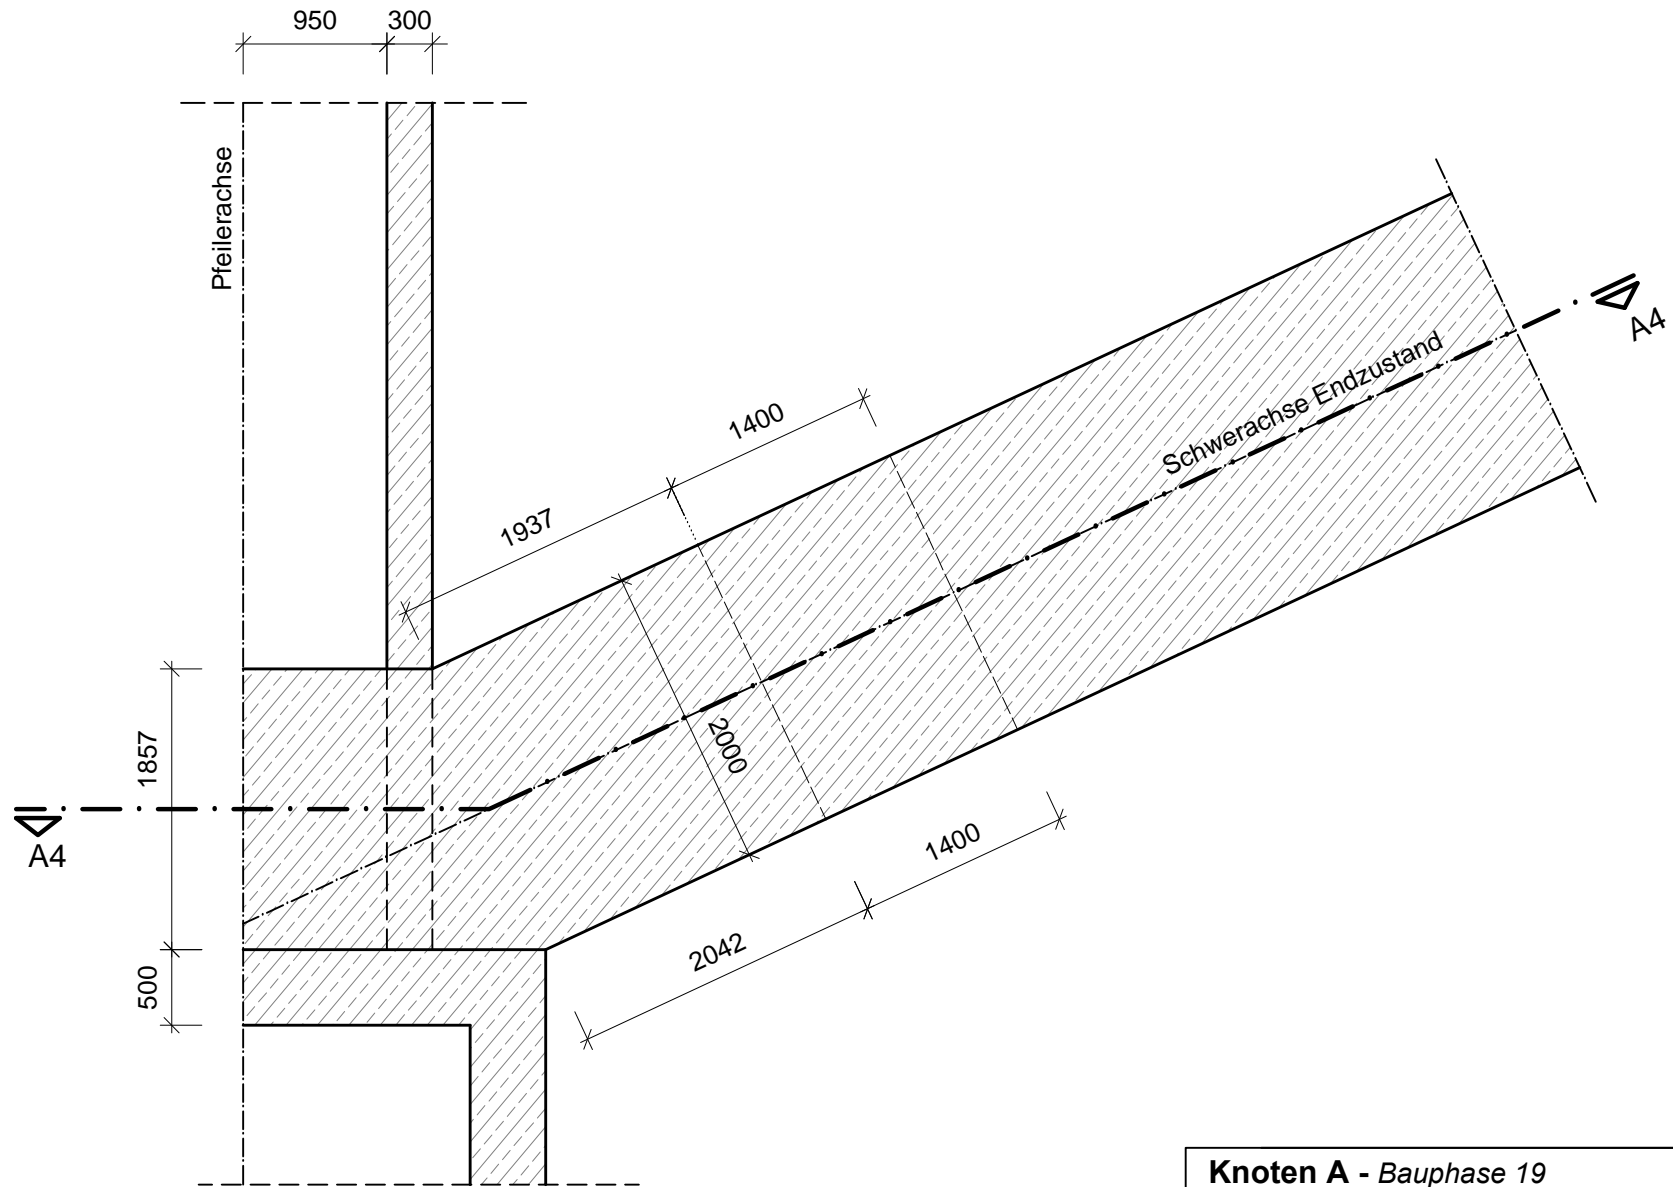 950
300
Pfeilerachse
A4
Schwerachse Endzustand
1400
1937
2000
1857
A4
1400
2042
500
Knoten A - Bauphase 19